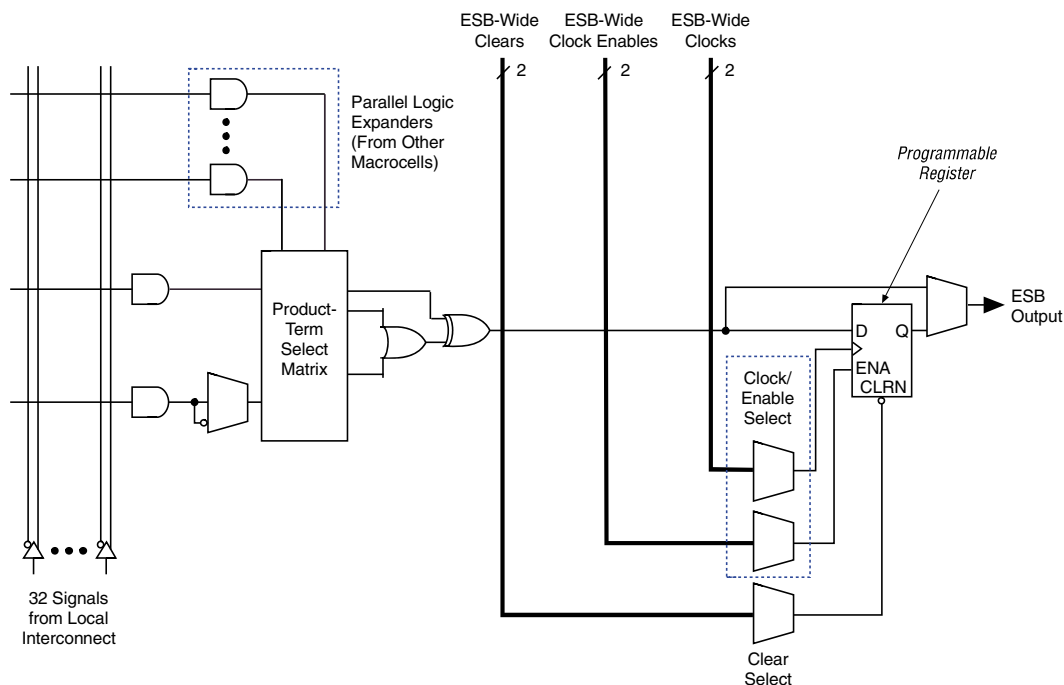 ESB-Wide
Clears
ESB-Wide
Clock Enables
ESB-Wide
Clocks
2
2
2
Parallel Logic
Expanders
(From Other
Macrocells)
Programmable
Register
Product-
Term
Select
Matrix
ESB
Output
D
Q
ENA
CLRN
Clock/
Enable
Select
32 Signals
from Local
Interconnect
Clear
Select